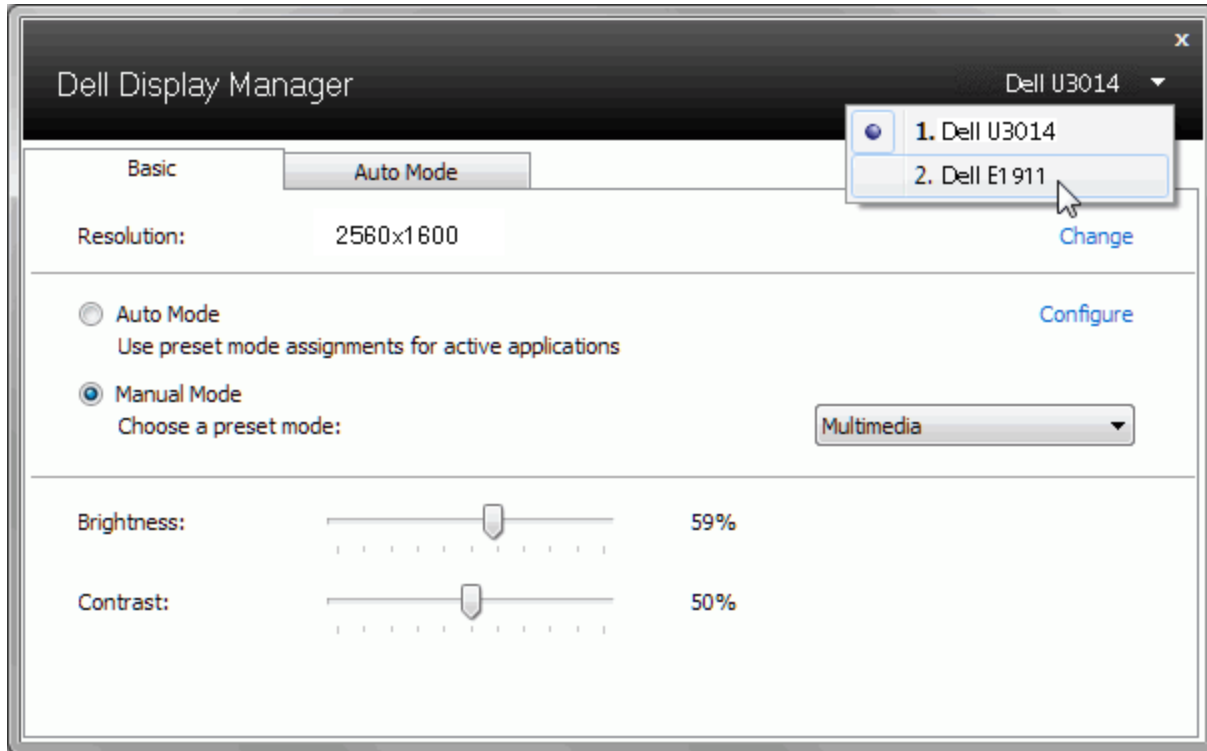 x
Dell Display Manager
Dell U3014
1. Dell U3014
2. Dell E1911
Basic
Auto Mode
Resolution:
2560x1600
Change
Auto Mode
Configure
Use preset mode assignments for active applications
Manual Mode
Choose a preset mode:
Multimedia
Brightness:
59%
Contrast:
50%